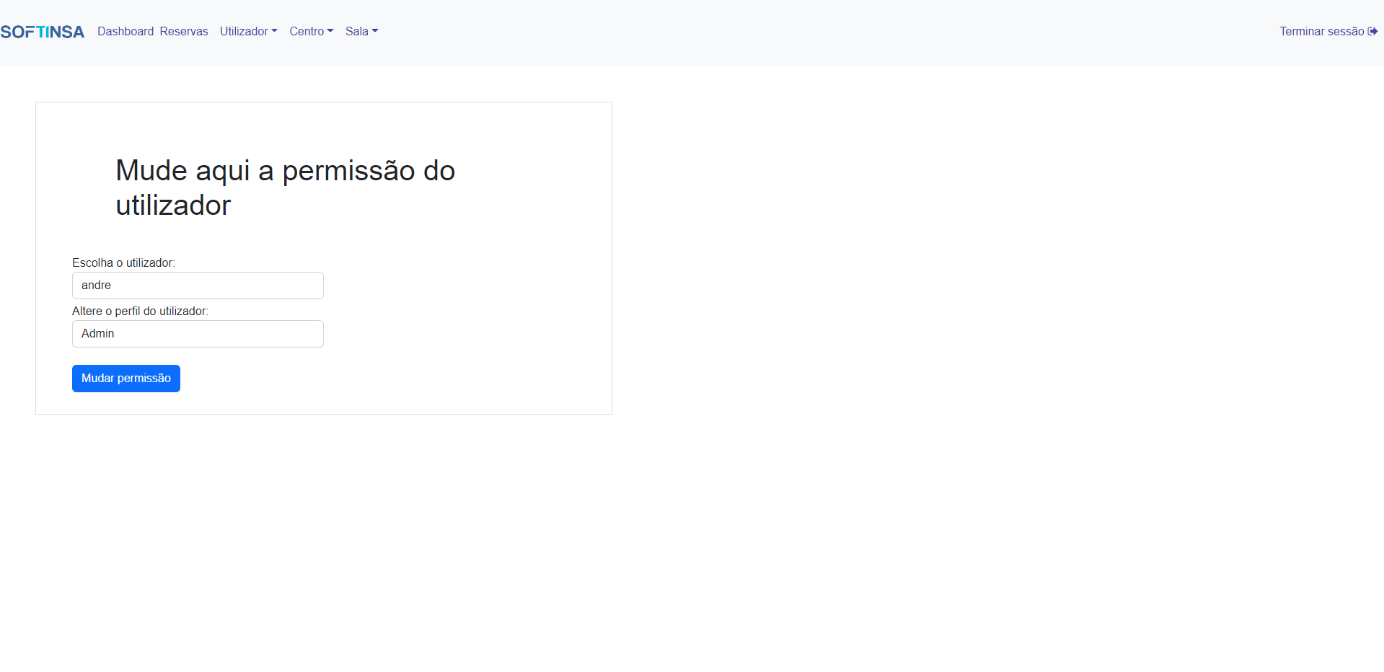 SOFTINSA Dashboard Reservas Utilizador Centro Sala Terminar sessão
Mude aqui a permissão do
utilizador
Escolha o utilizador:
andre
Altere o perfil do utilizador:
Admin
Mudar permissão